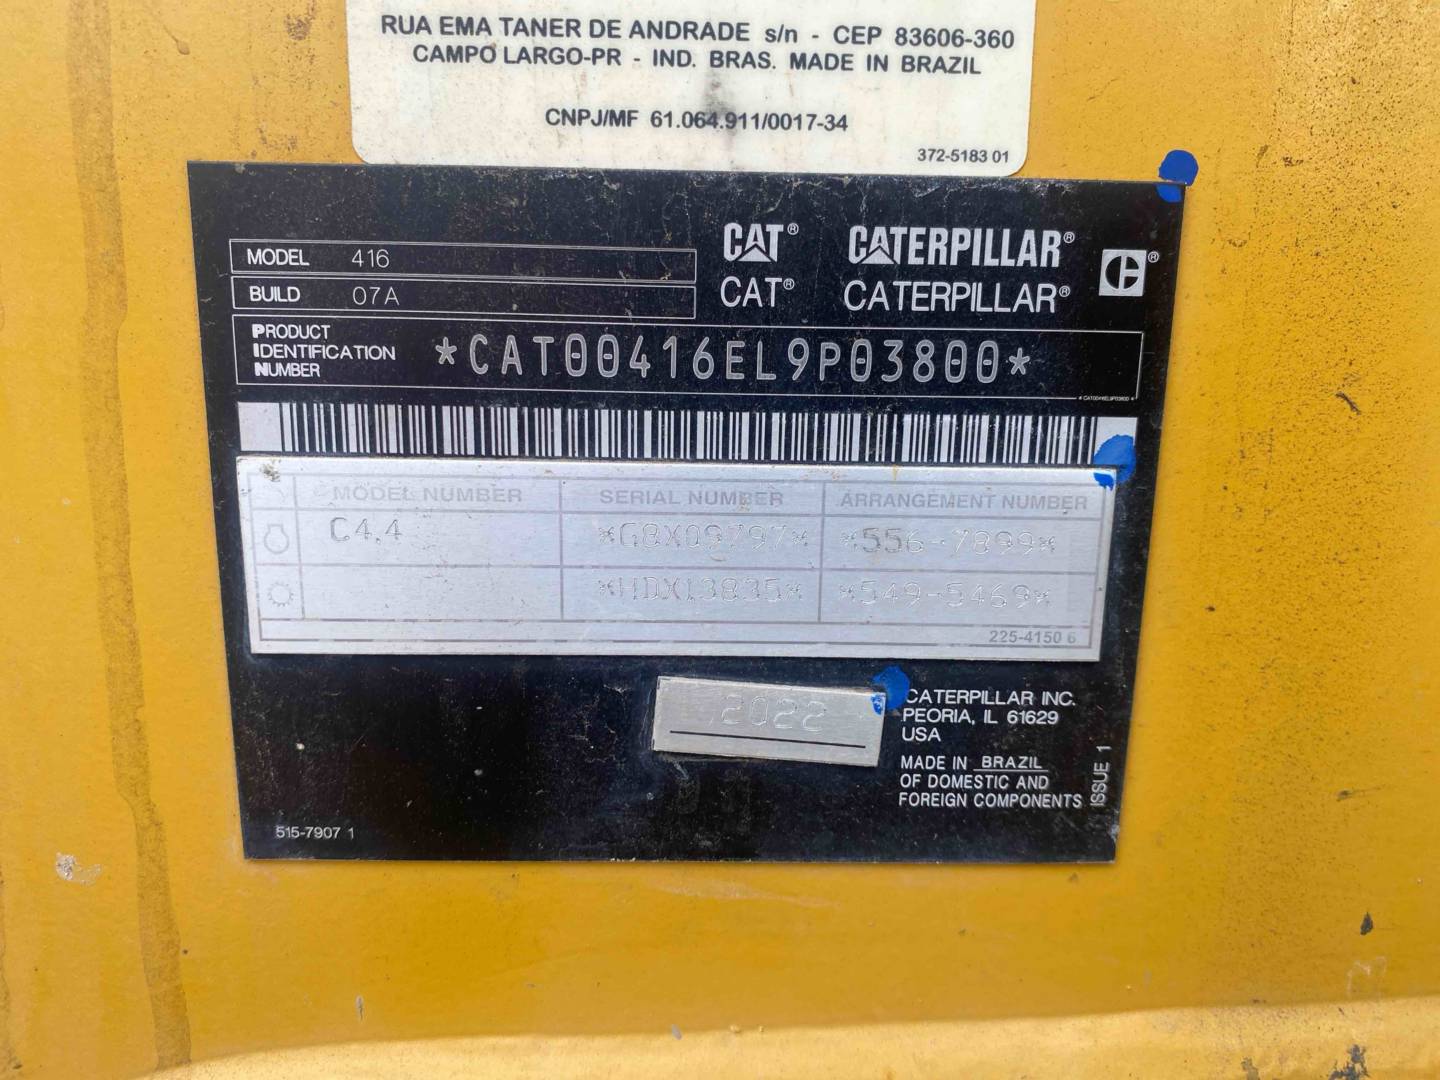 RUA EMA TANER DE ANDRADE s/n - CEP 83606-360
CAMPO LARGO-PR - IND. BRAS. MADE IN BRAZIL
CNPJ/MF 61.064.911/0017-34
372-5183 01
MODEL 416
BUILD 07A
CAT® CATERPILLAR®
CAT® CATERPILLAR®
PRODUCT
IDENTIFICATION
NUMBER
*CAT00416EL9P03800*
* CAT00416EL9P03800 *
MODEL NUMBER SERIAL NUMBER ARRANGEMENT NUMBER
C4.4 *G8X09797* *556-7899*
*HDX13835* *549-5469*
225-4150 6
2022
CATERPILLAR INC.
PEORIA, IL 61629
USA
MADE IN BRAZIL
OF DOMESTIC AND
FOREIGN COMPONENTS
ISSUE 1
515-7907 1